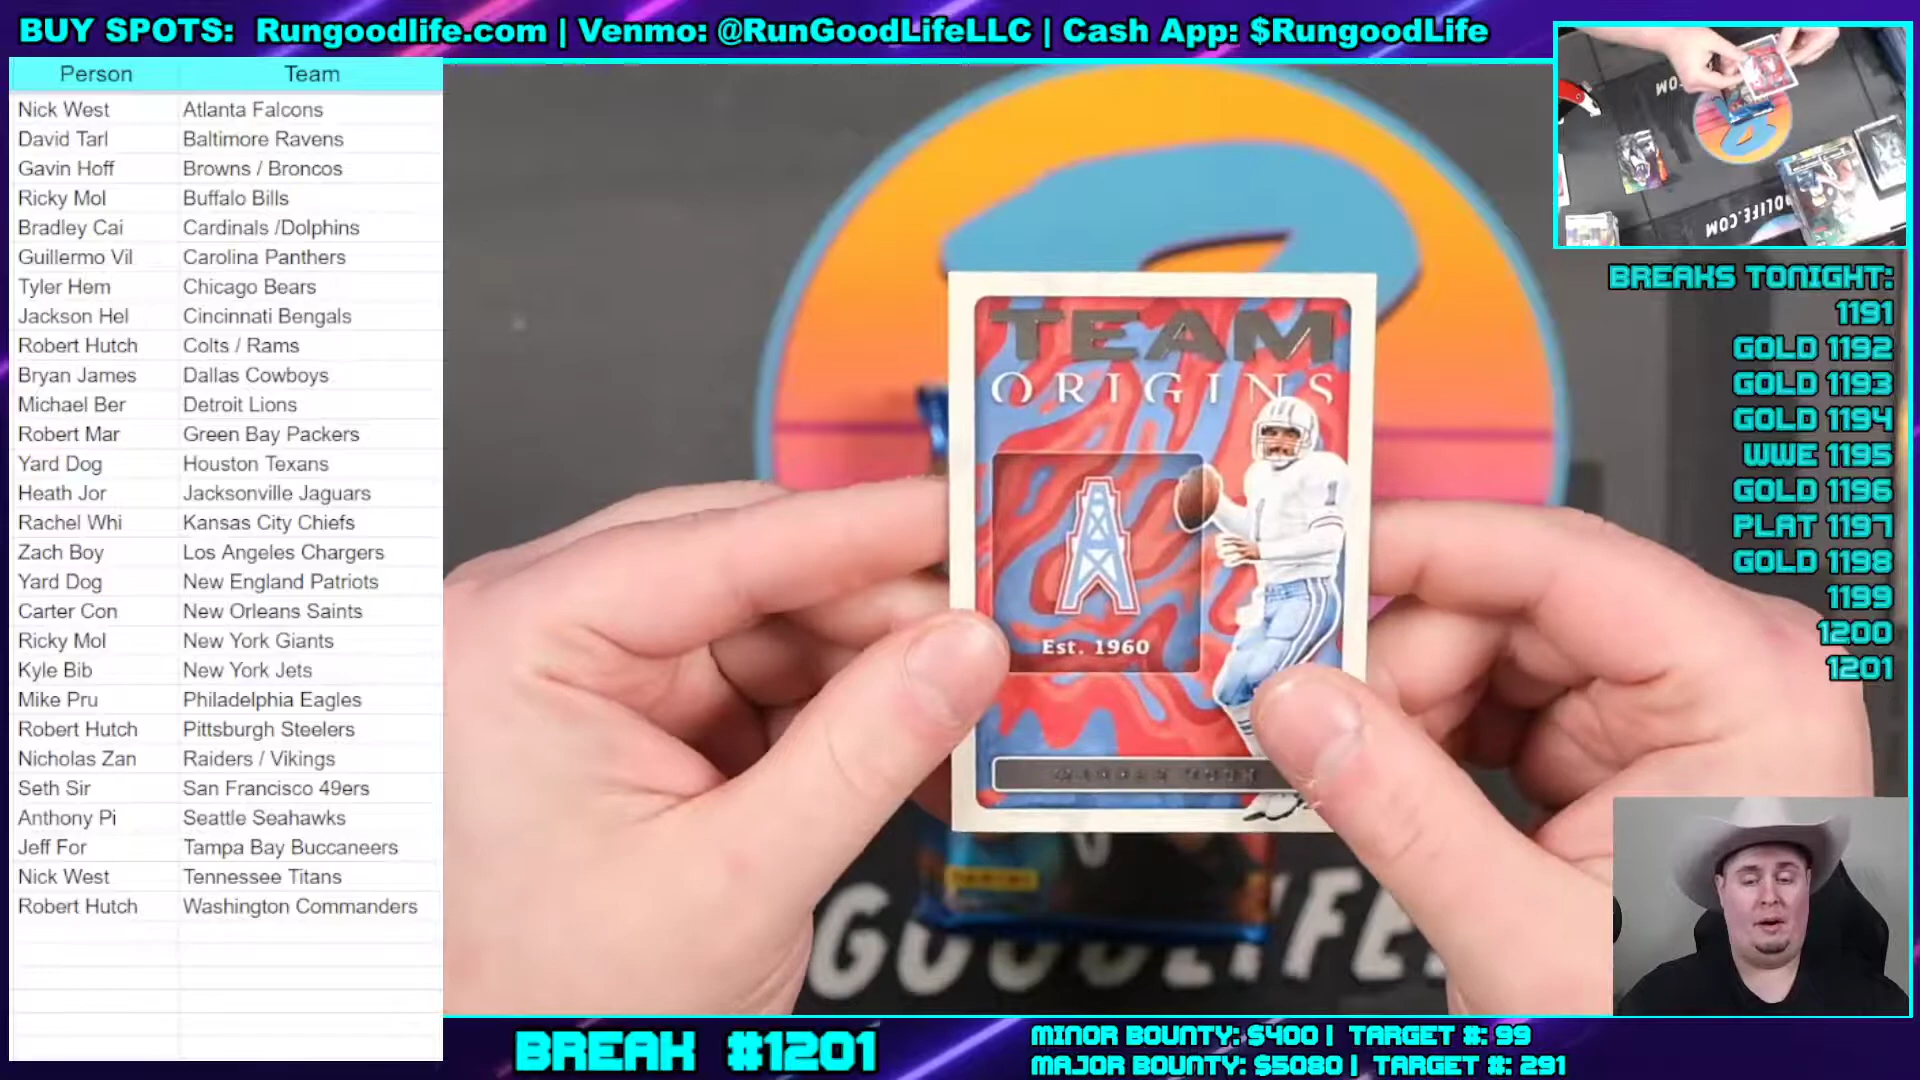 BUY SPOTS: Rungoodlife.com | Venmo: @RunGoodLifeLLC | Cash App: $RungoodLife
Person Team
Nick West Atlanta Falcons
David Tarl Baltimore Ravens
Gavin Hoff Browns / Broncos
Ricky Mol Buffalo Bills
Bradley Cai Cardinals /Dolphins
Guillermo Vil Carolina Panthers
Tyler Hem Chicago Bears
Jackson Hel Cincinnati Bengals
Robert Hutch Colts / Rams
Bryan James Dallas Cowboys
Michael Ber Detroit Lions
Robert Mar Green Bay Packers
Yard Dog Houston Texans
Heath Jor Jacksonville Jaguars
Rachel Whi Kansas City Chiefs
Zach Boy Los Angeles Chargers
Yard Dog New England Patriots
Carter Con New Orleans Saints
Ricky Mol New York Giants
Kyle Bib New York Jets
Mike Pru Philadelphia Eagles
Robert Hutch Pittsburgh Steelers
Nicholas Zan Raiders / Vikings
Seth Sir San Francisco 49ers
Anthony Pi Seattle Seahawks
Jeff For Tampa Bay Buccaneers
Nick West Tennessee Titans
Robert Hutch Washington Commanders
TEAM
ORIGINS
1
Est. 1960
PANINI
GOODLIFE.
BREAKS TONIGHT:
1191
GOLD 1192
GOLD 1193
GOLD 1194
WWE 1195
GOLD 1196
PLAT 1197
GOLD 1198
1199
1200
1201
BREAK #1201
MINOR BOUNTY: $400 | TARGET #: 99
MAJOR BOUNTY: $5080 | TARGET #: 291